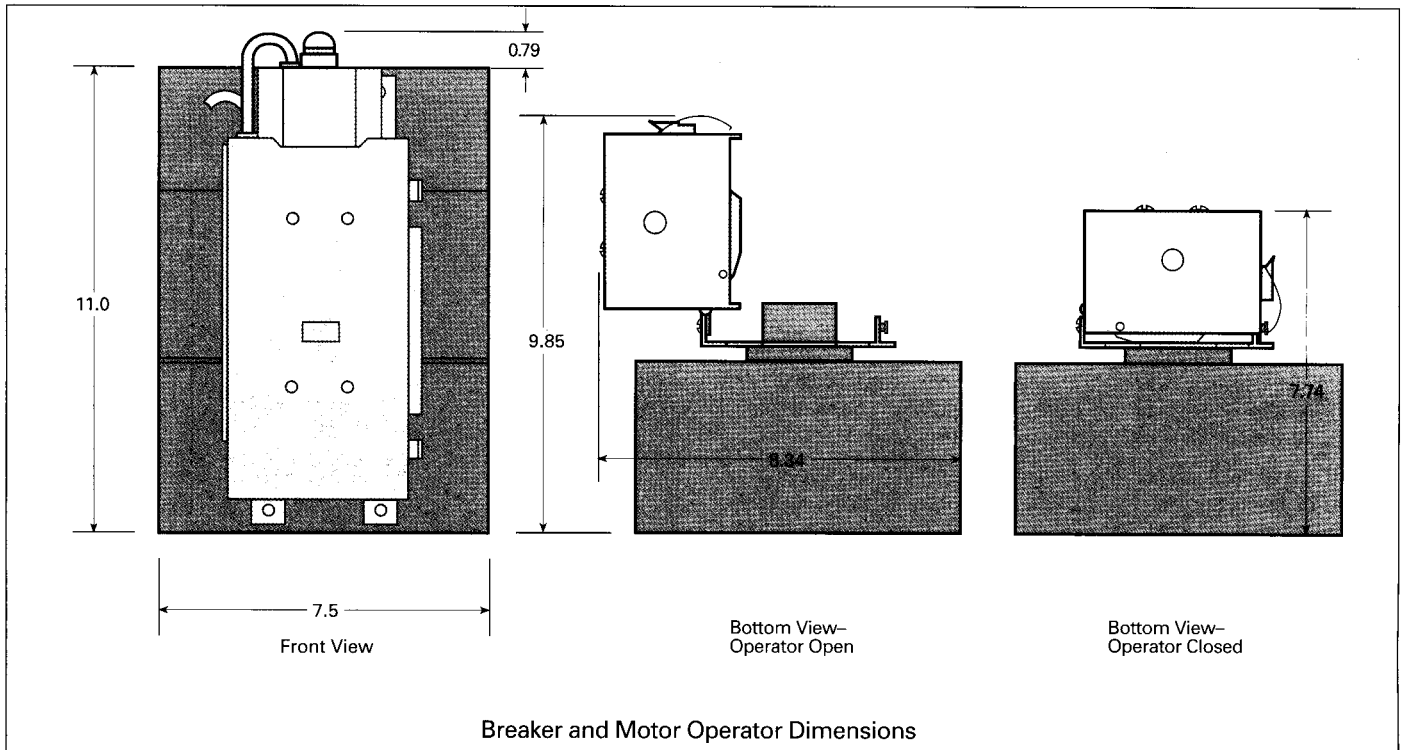 0.79
11.0
9.85
8.34
7.74
7.5
Front View
Bottom View–
Operator Open
Bottom View–
Operator Closed
Breaker and Motor Operator Dimensions